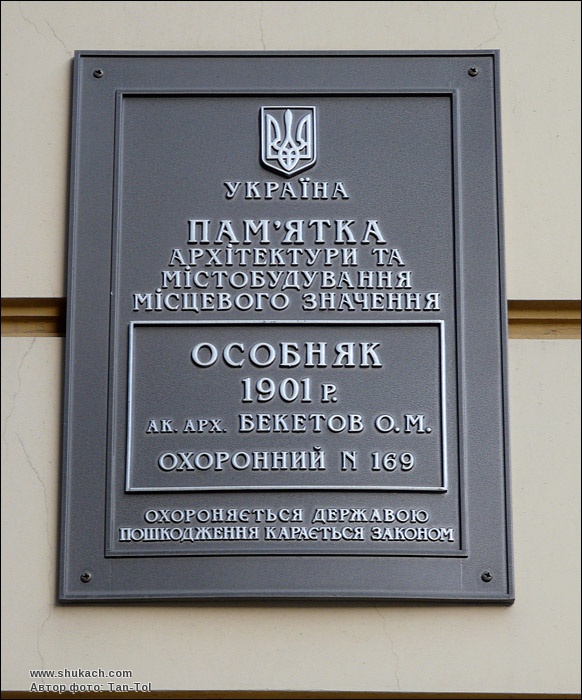 УКРАЇНА
ПАМ'ЯТКА
АРХІТЕКТУРИ ТА
МІСТОБУДУВАННЯ
МІСЦЕВОГО ЗНАЧЕННЯ
ОСОБНЯК
1901 Р.
АК. АРХ. БЕКЕТОВ О.М.
ОХОРОННИЙ N 169
ОХОРОНЯЄТЬСЯ ДЕРЖАВОЮ
ПОШКОДЖЕННЯ КАРАЄТЬСЯ ЗАКОНОМ
www.shukach.com
Автор фото: Tan-Tol